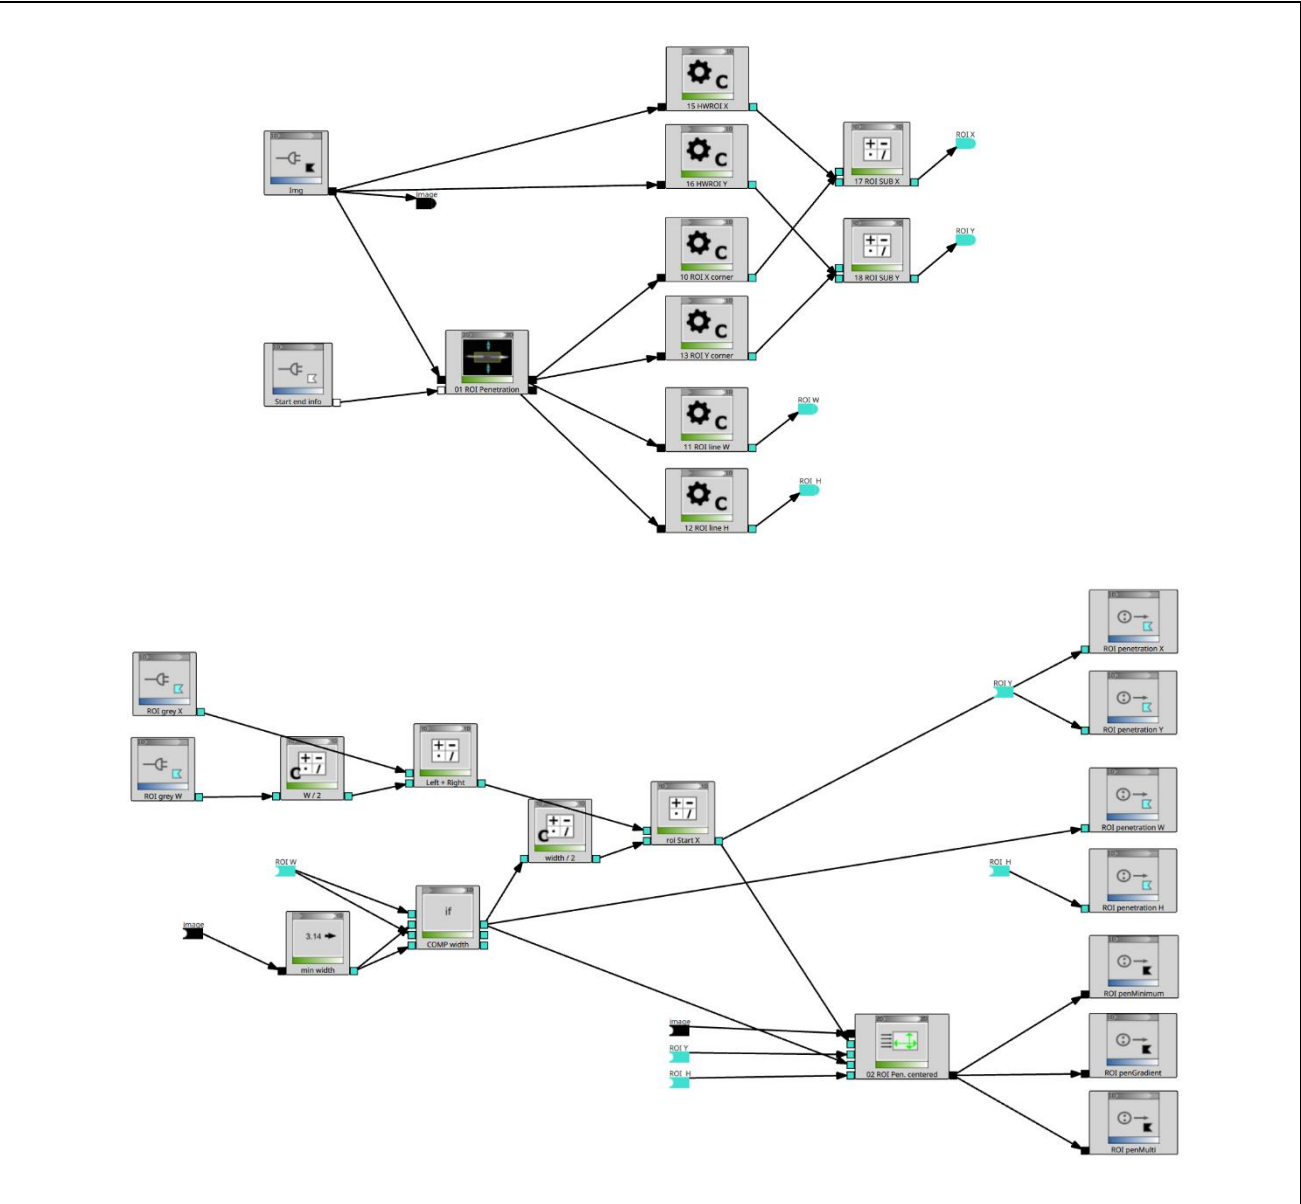 15 HWROI X
C
ROI X
17 ROI SUB X
Img
image
16 HWROI Y
C
ROI Y
18 ROI SUB Y
10 ROI X corner
C
13 ROI Y corner
C
Start end info
01 ROI Penetration
ROI W
11 ROI line W
C
ROI_H
12 ROI line H
C
ROI penetration X
ROI Y
ROI penetration Y
ROI grey X
Left + Right
ROI grey W
C
W / 2
C
width / 2
roi Start X
ROI penetration W
ROI W
ROI_H
ROI penetration H
image
3.14
min width
if
COMP width
ROI penMinimum
image
ROI Y
ROI_H
02 ROI Pen. centered
ROI penGradient
ROI penMulti